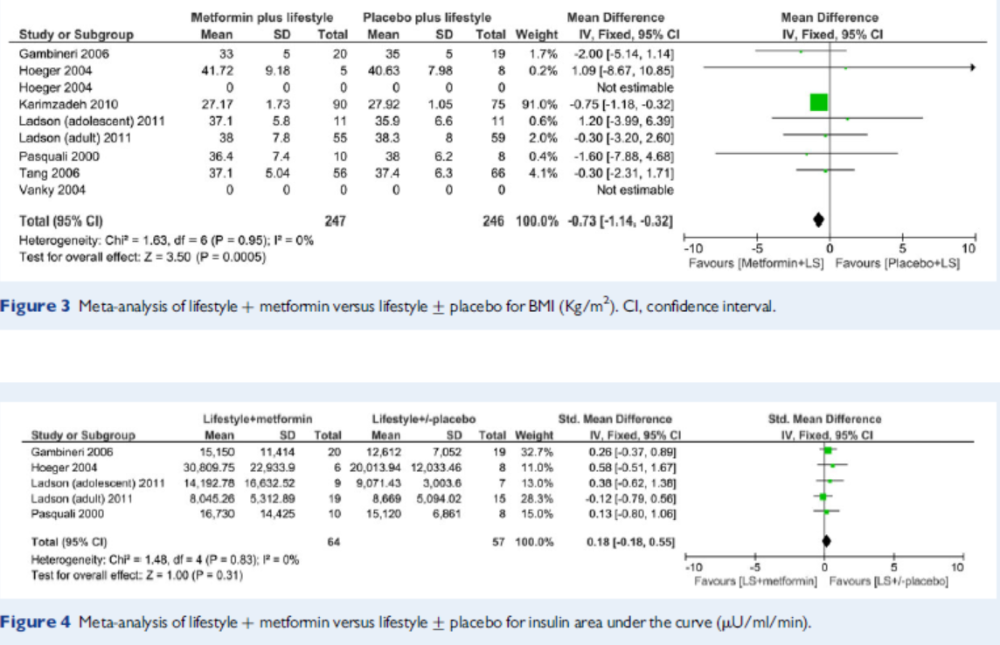 Metformin plus lifestyle Placebo plus lifestyle Mean Difference Mean Difference
Study or Subgroup Mean SD Total Mean SD Total Weight IV, Fixed, 95% CI IV, Fixed, 95% CI
Gambineri 2006 33 5 20 35 5 19 1.7% -2.00 [-5.14, 1.14]
Hoeger 2004 41.72 9.18 5 40.63 7.98 8 0.2% 1.09 [-8.67, 10.85]
Hoeger 2004 0 0 0 0 0 0 Not estimable
Karimzadeh 2010 27.17 1.73 90 27.92 1.05 75 91.0% -0.75 [-1.18, -0.32]
Ladson (adolescent) 2011 37.1 5.8 11 35.9 6.6 11 0.6% 1.20 [-3.99, 6.39]
Ladson (adult) 2011 38 7.8 55 38.3 8 59 2.0% -0.30 [-3.20, 2.60]
Pasquali 2000 36.4 7.4 10 38 6.2 8 0.4% -1.60 [-7.88, 4.68]
Tang 2006 37.1 5.04 56 37.4 6.3 66 4.1% -0.30 [-2.31, 1.71]
Vanky 2004 0 0 0 0 0 0 Not estimable
Total (95% CI) 247 246 100.0% -0.73 [-1.14, -0.32]
Heterogeneity: Chi² = 1.63, df = 6 (P = 0.95); I² = 0%
Test for overall effect: Z = 3.50 (P = 0.0005)
-10 -5 0 5 10
Favours [Metformin+LS] Favours [Placebo+LS]
Figure 3 Meta-analysis of lifestyle + metformin versus lifestyle ± placebo for BMI (Kg/m²). CI, confidence interval.
Lifestyle+metformin Lifestyle+/-placebo Std. Mean Difference Std. Mean Difference
Study or Subgroup Mean SD Total Mean SD Total Weight IV, Fixed, 95% CI IV, Fixed, 95% CI
Gambineri 2006 15,150 11,414 20 12,612 7,052 19 32.7% 0.26 [-0.37, 0.89]
Hoeger 2004 30,809.75 22,933.9 6 20,013.94 12,033.46 8 11.0% 0.58 [-0.51, 1.67]
Ladson (adolescent) 2011 14,192.78 16,632.52 9 9,071.43 3,003.6 7 13.0% 0.38 [-0.62, 1.38]
Ladson (adult) 2011 8,045.26 5,312.89 19 8,669 5,094.02 15 28.3% -0.12 [-0.79, 0.56]
Pasquali 2000 16,730 14,425 10 15,120 6,861 8 15.0% 0.13 [-0.80, 1.06]
Total (95% CI) 64 57 100.0% 0.18 [-0.18, 0.55]
Heterogeneity: Chi² = 1.48, df = 4 (P = 0.83); I² = 0%
Test for overall effect: Z = 1.00 (P = 0.31)
-10 -5 0 5 10
Favours [LS+metformin] Favours [LS+/-placebo]
Figure 4 Meta-analysis of lifestyle + metformin versus lifestyle ± placebo for insulin area under the curve (μU/ml/min).